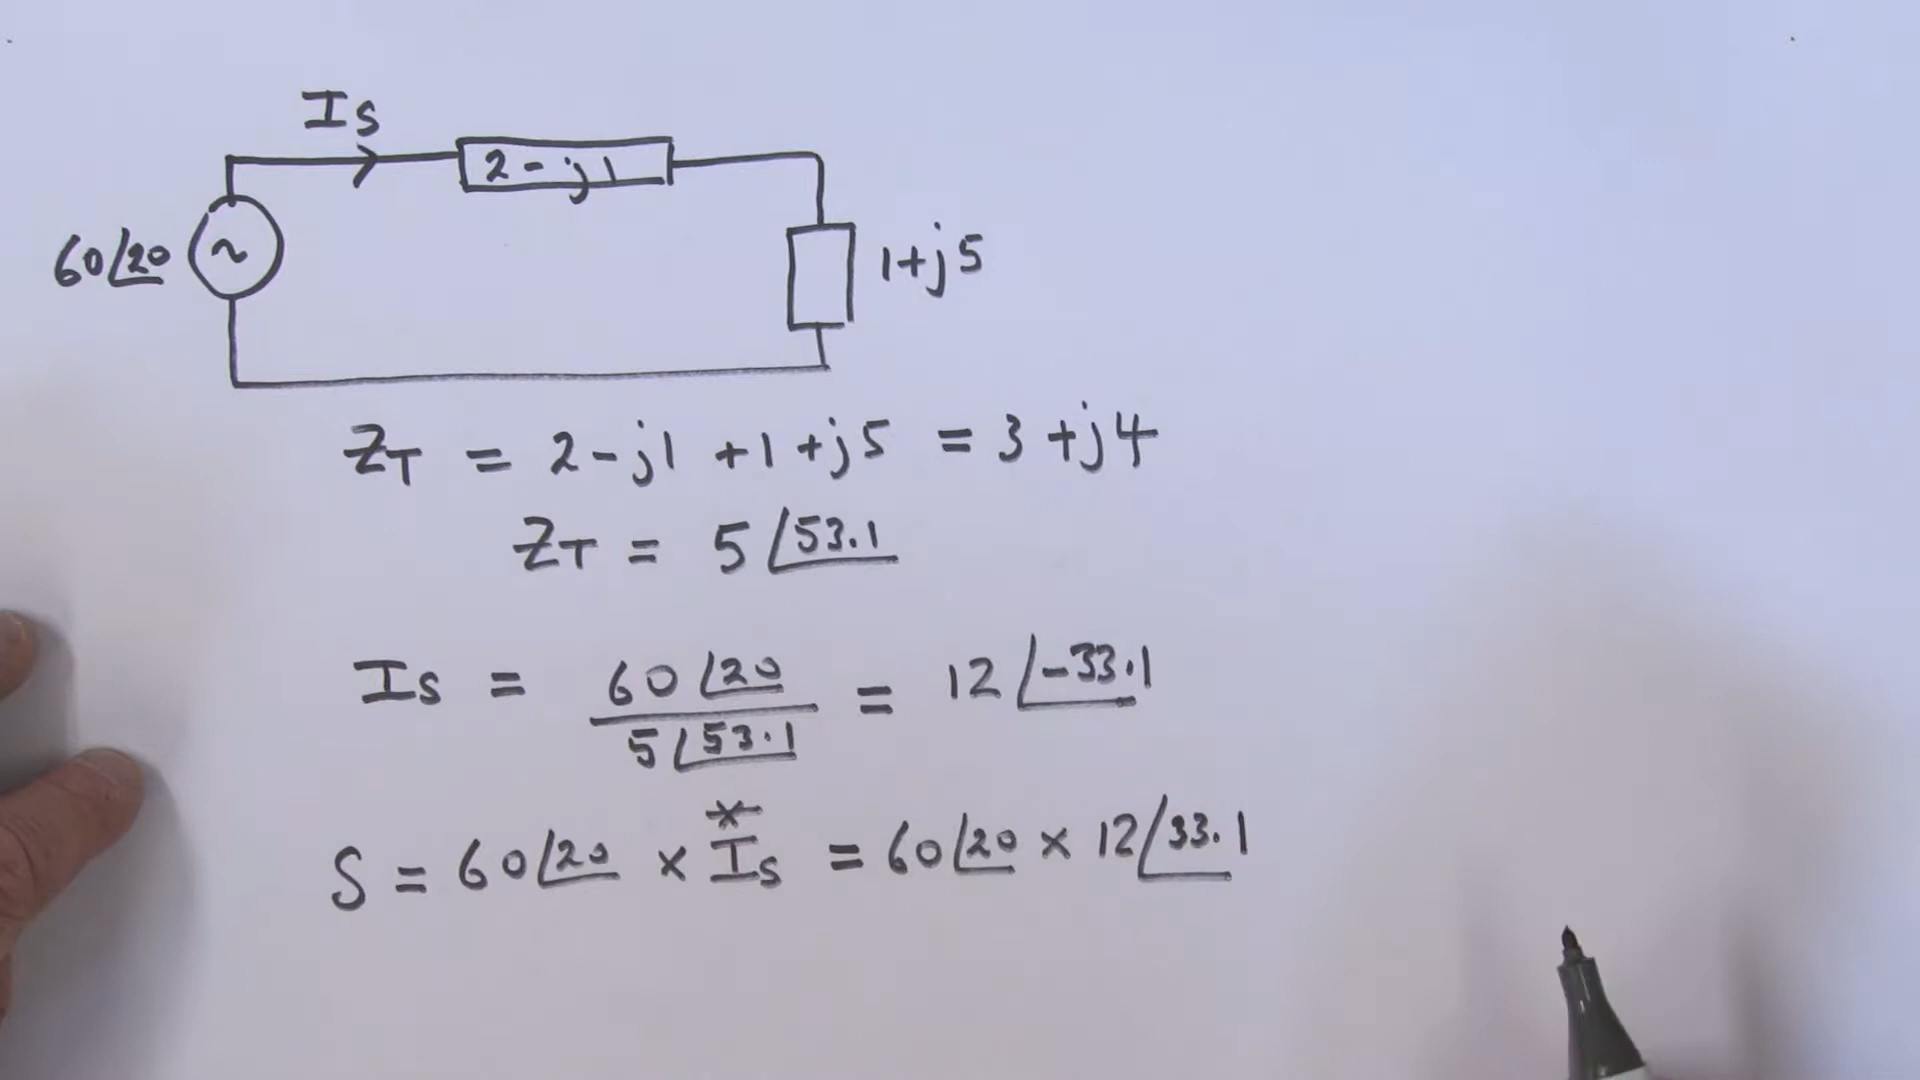 Is
2-j1
60∠20
~
1+j5
ZT = 2-j1 +1+j5 = 3+j4
ZT = 5∠53.1
Is = 60∠20 / 5∠53.1 = 12∠-33.1
S = 60∠20 × Is* = 60∠20 × 12∠33.1